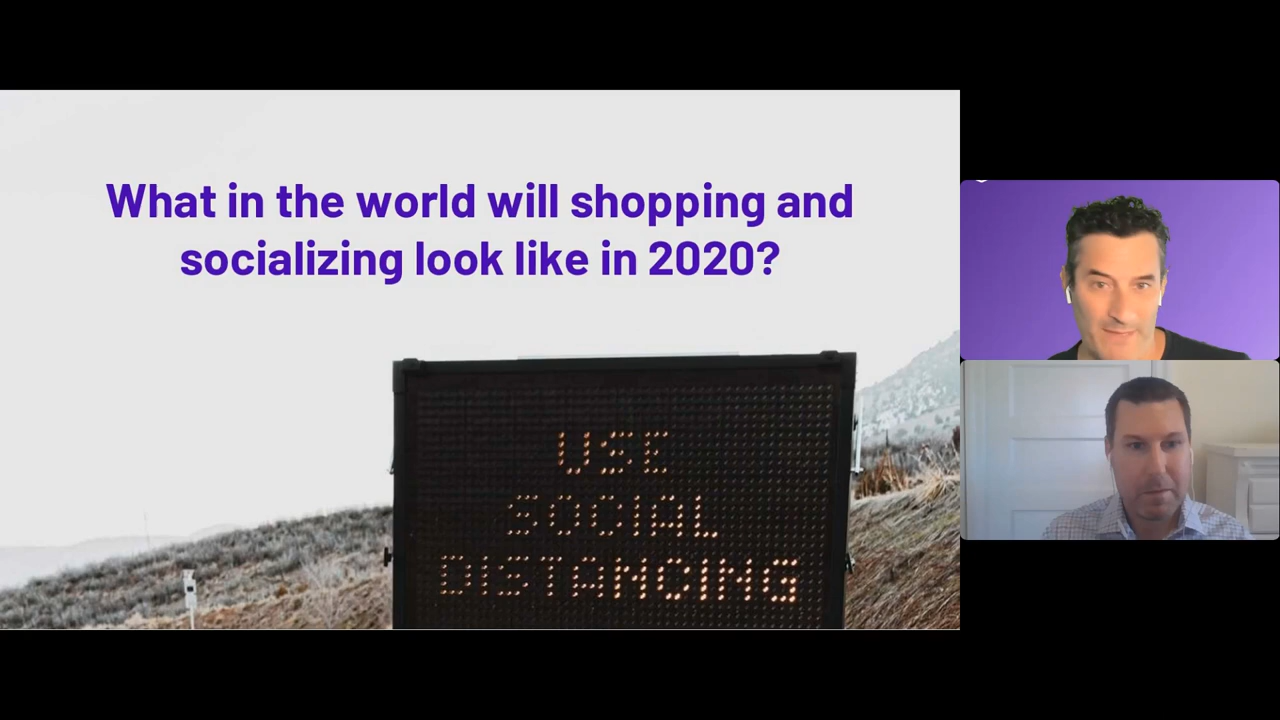 What in the world will shopping and
socializing look like in 2020?
USE
SOCIAL
DISTANCING